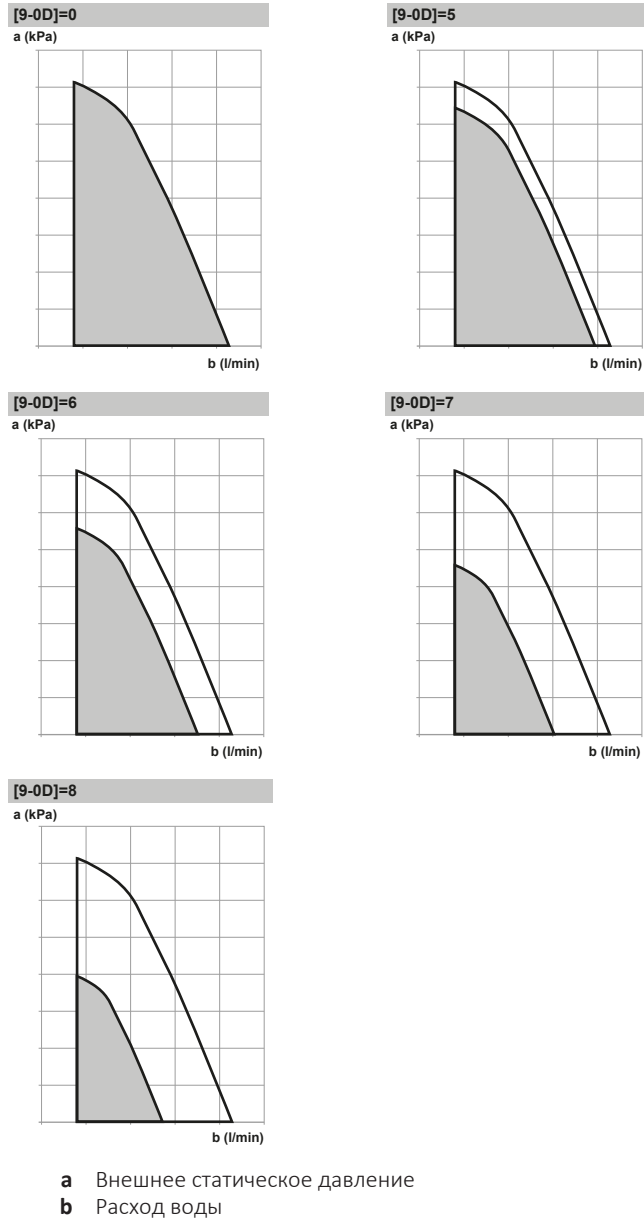 [9-0D]=0
a (kPa)
b (l/min)
[9-0D]=5
a (kPa)
b (l/min)
[9-0D]=6
a (kPa)
b (l/min)
[9-0D]=7
a (kPa)
b (l/min)
[9-0D]=8
a (kPa)
b (l/min)
a Внешнее статическое давление
b Расход воды